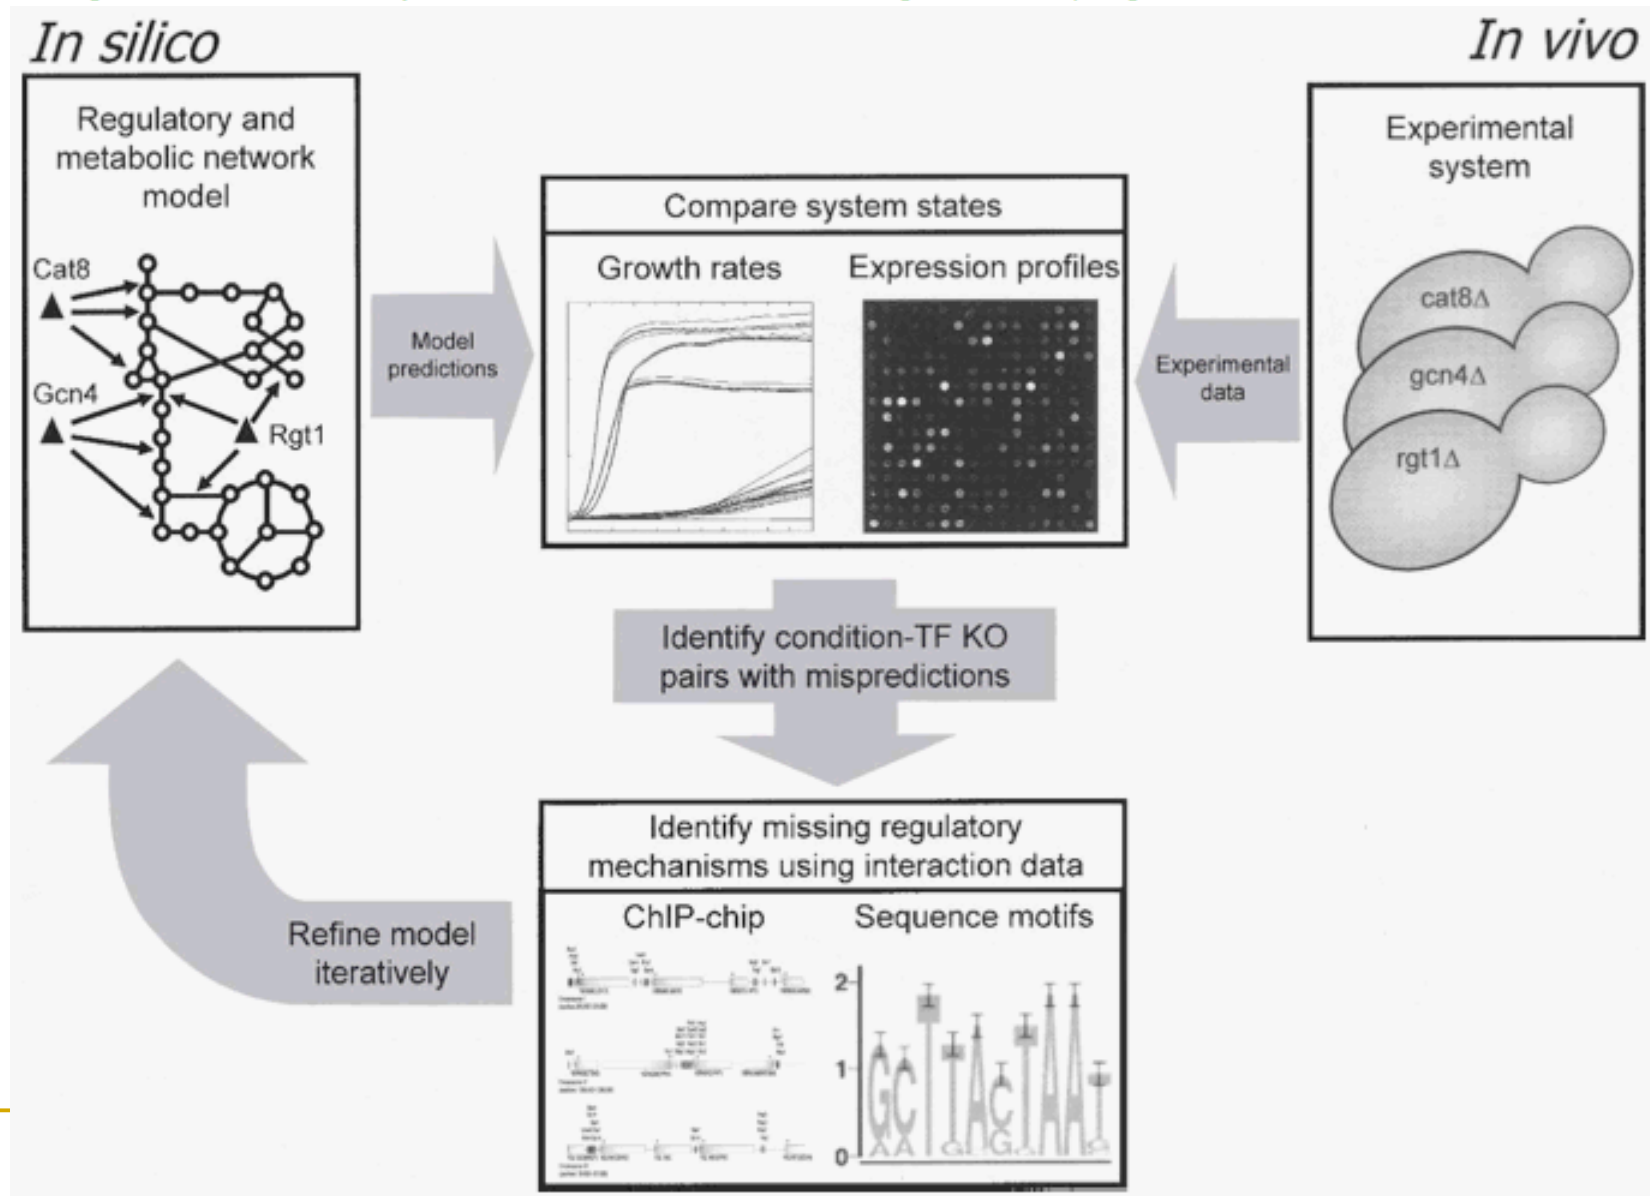 In silico
In vivo
Regulatory and
metabolic network
model
Cat8
Gcn4
Rgt1
Model
predictions
Compare system states
Growth rates
Expression profiles
Experimental
data
Experimental
system
cat8Δ
gcn4Δ
rgt1Δ
Identify condition-TF KO
pairs with mispredictions
Identify missing regulatory
mechanisms using interaction data
ChIP-chip
Sequence motifs
2
1
0
Refine model
iteratively